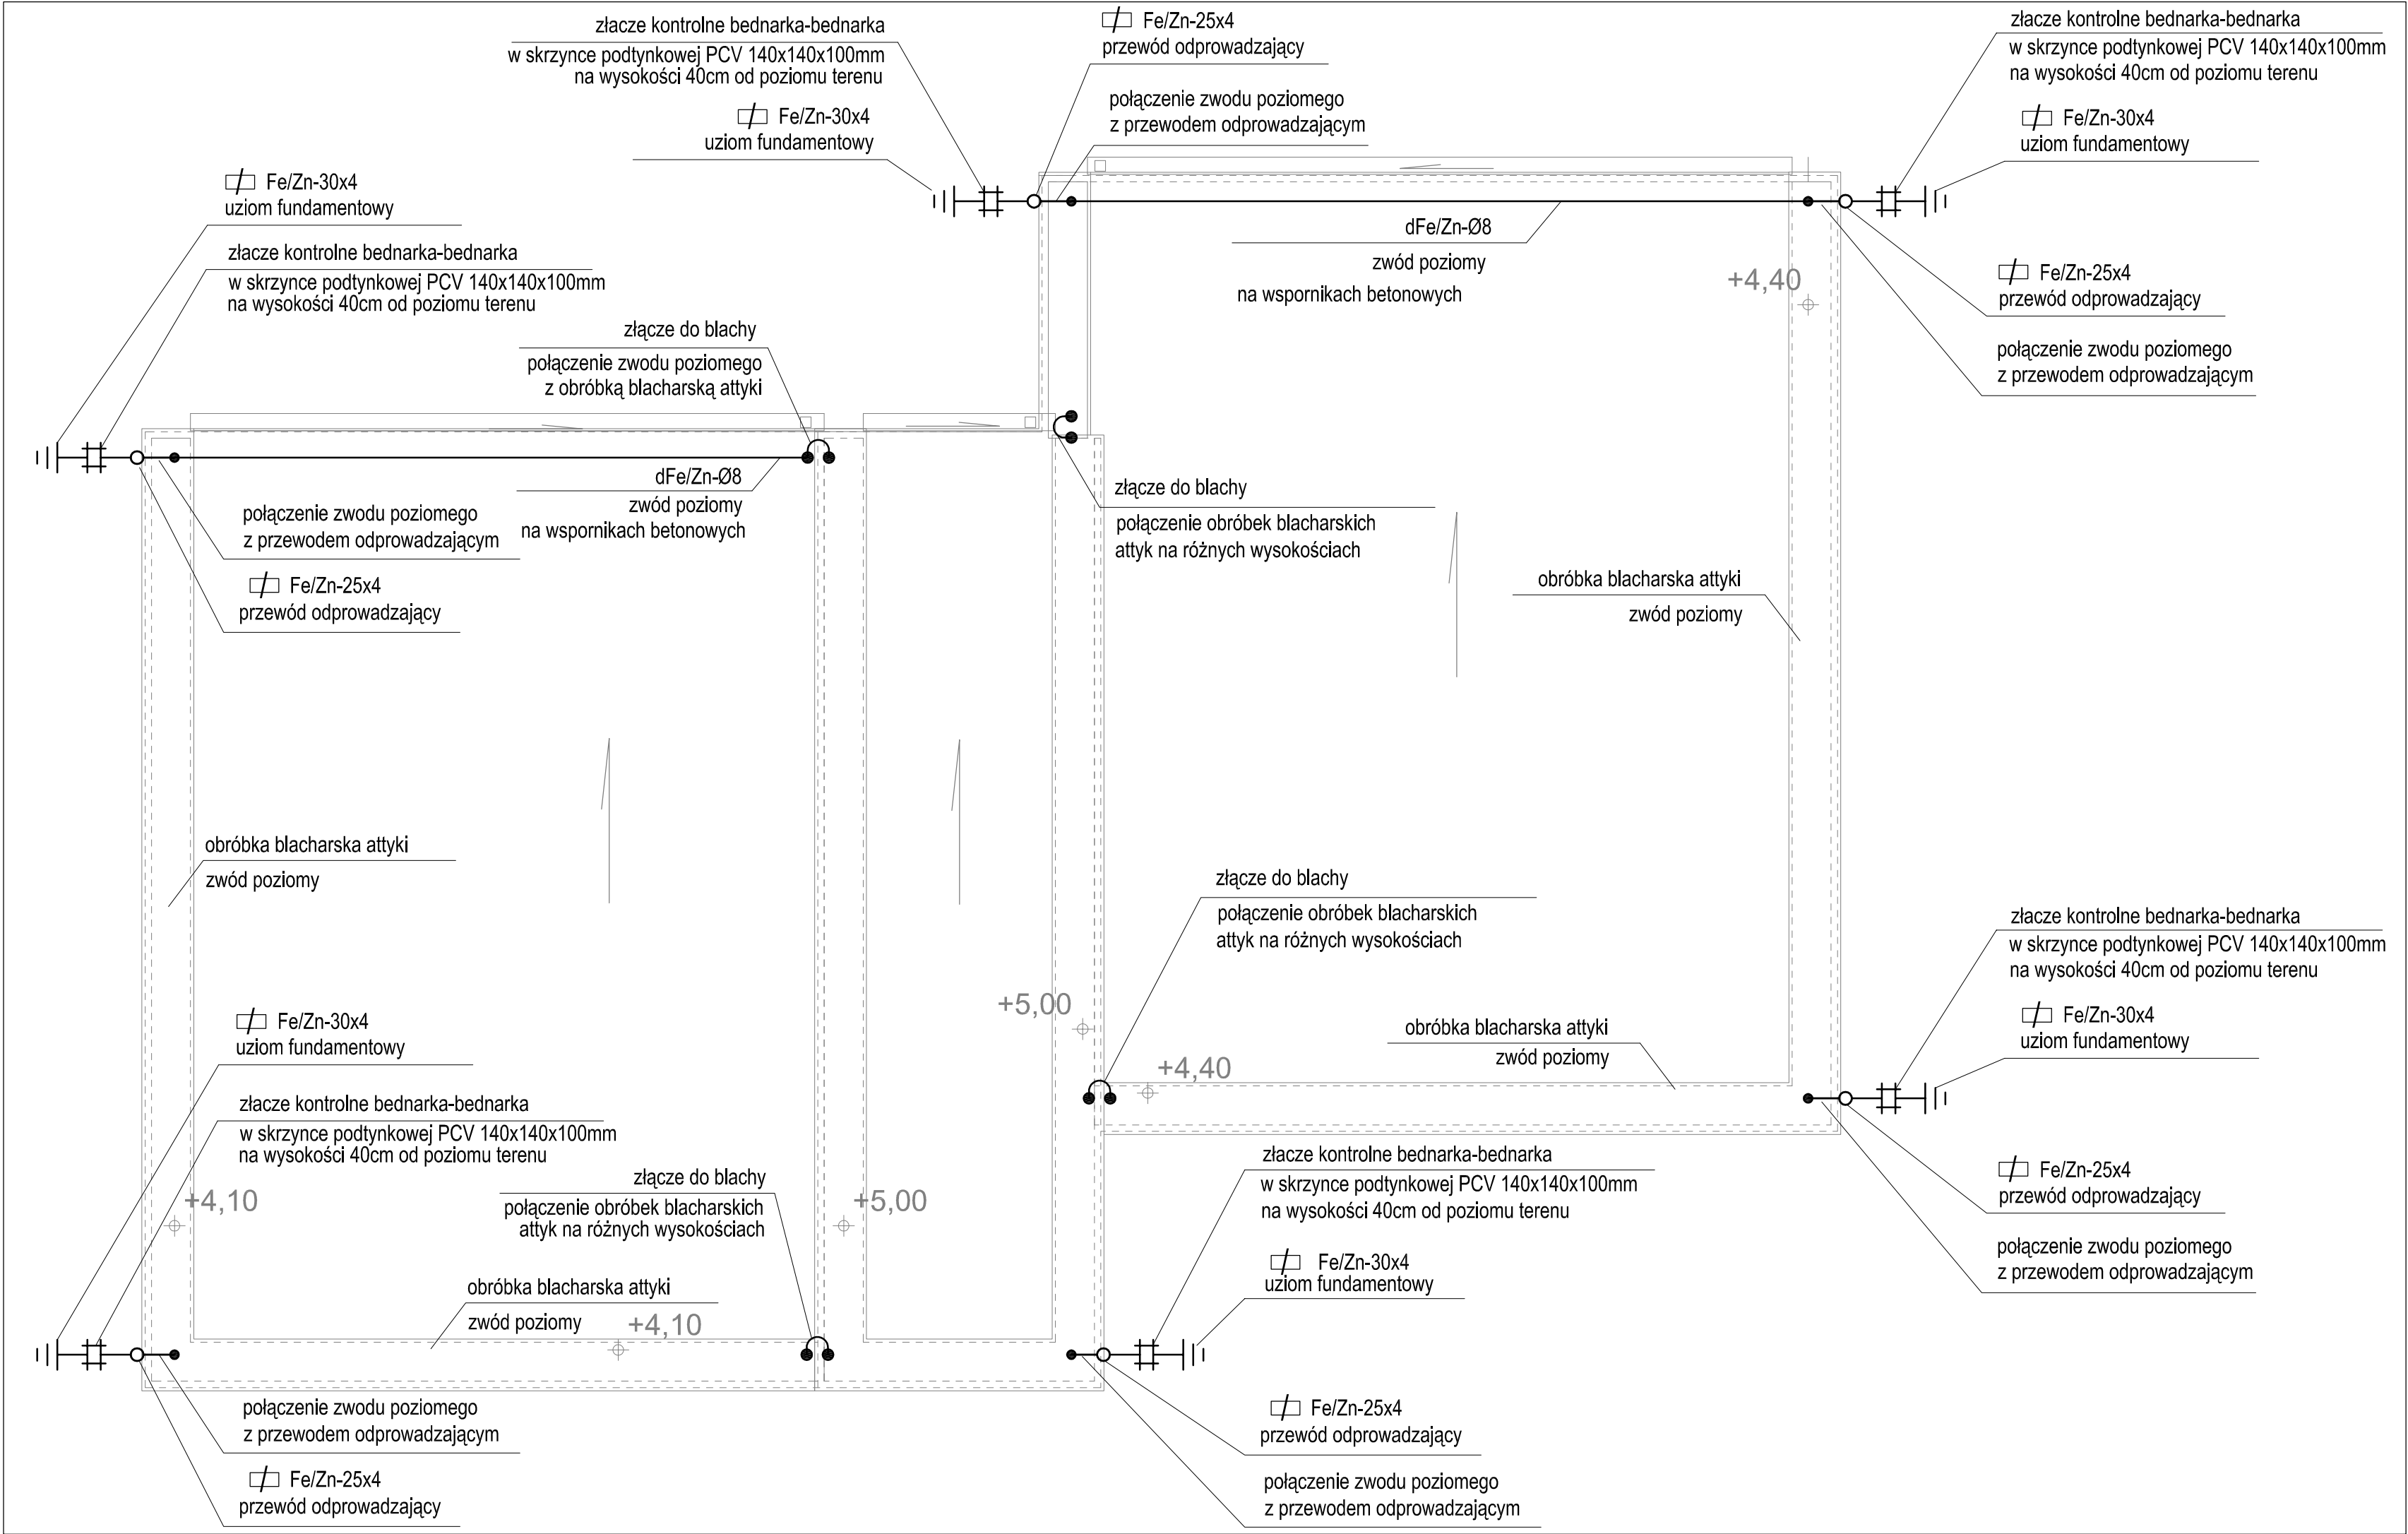 złacze kontrolne bednarka-bednarka
w skrzynce podtynkowej PCV 140x140x100mm
na wysokości 40cm od poziomu terenu
Fe/Zn-30x4
uziom fundamentowy
Fe/Zn-25x4
przewód odprowadzający
połączenie zwodu poziomego
z przewodem odprowadzającym
złacze kontrolne bednarka-bednarka
w skrzynce podtynkowej PCV 140x140x100mm
na wysokości 40cm od poziomu terenu
Fe/Zn-30x4
uziom fundamentowy
Fe/Zn-30x4
uziom fundamentowy
złacze kontrolne bednarka-bednarka
w skrzynce podtynkowej PCV 140x140x100mm
na wysokości 40cm od poziomu terenu
dFe/Zn-Ø8
zwód poziomy
na wspornikach betonowych
+4,40
Fe/Zn-25x4
przewód odprowadzający
połączenie zwodu poziomego
z przewodem odprowadzającym
złącze do blachy
połączenie zwodu poziomego
z obróbką blacharską attyki
dFe/Zn-Ø8
zwód poziomy
na wspornikach betonowych
połączenie zwodu poziomego
z przewodem odprowadzającym
Fe/Zn-25x4
przewód odprowadzający
złącze do blachy
połączenie obróbek blacharskich
attyk na różnych wysokościach
obróbka blacharska attyki
zwód poziomy
obróbka blacharska attyki
zwód poziomy
złącze do blachy
połączenie obróbek blacharskich
attyk na różnych wysokościach
złacze kontrolne bednarka-bednarka
w skrzynce podtynkowej PCV 140x140x100mm
na wysokości 40cm od poziomu terenu
Fe/Zn-30x4
uziom fundamentowy
+5,00
+4,40
obróbka blacharska attyki
zwód poziomy
Fe/Zn-30x4
uziom fundamentowy
złacze kontrolne bednarka-bednarka
w skrzynce podtynkowej PCV 140x140x100mm
na wysokości 40cm od poziomu terenu
+4,10
złącze do blachy
połączenie obróbek blacharskich
attyk na różnych wysokościach
+5,00
obróbka blacharska attyki
zwód poziomy
+4,10
złacze kontrolne bednarka-bednarka
w skrzynce podtynkowej PCV 140x140x100mm
na wysokości 40cm od poziomu terenu
Fe/Zn-30x4
uziom fundamentowy
Fe/Zn-25x4
przewód odprowadzający
połączenie zwodu poziomego
z przewodem odprowadzającym
połączenie zwodu poziomego
z przewodem odprowadzającym
Fe/Zn-25x4
przewód odprowadzający
Fe/Zn-25x4
przewód odprowadzający
połączenie zwodu poziomego
z przewodem odprowadzającym